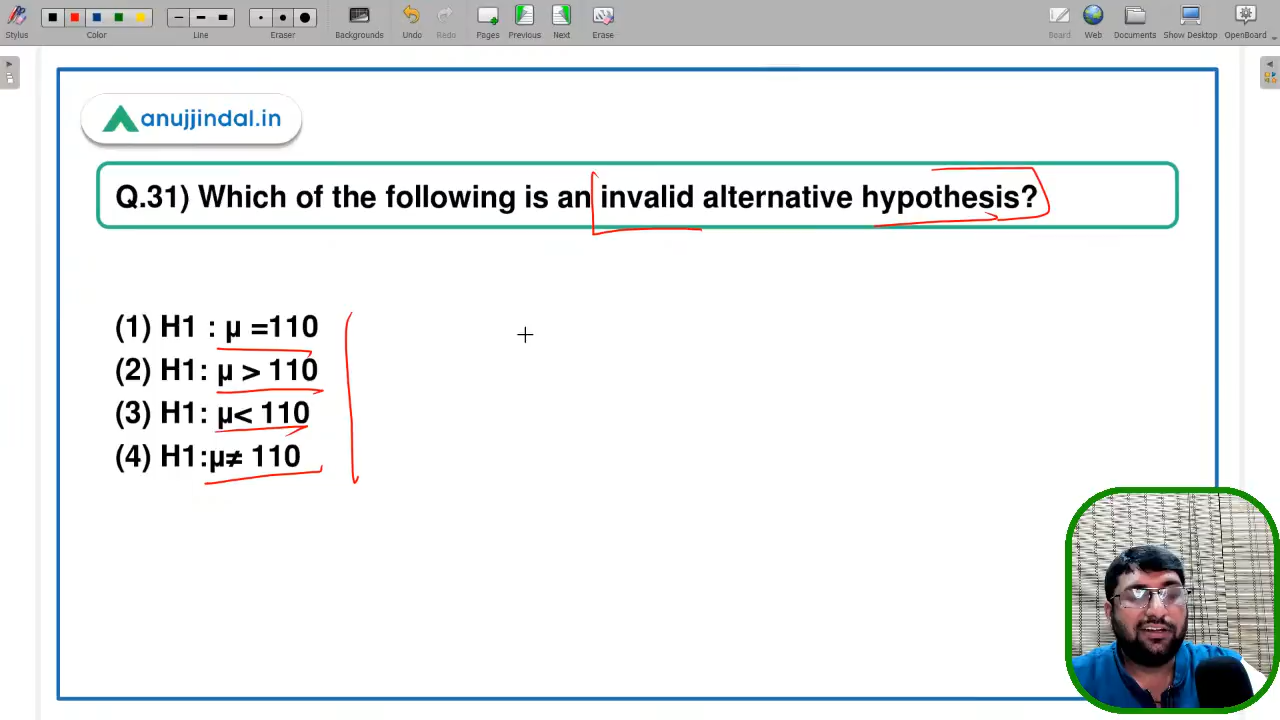 Stylus
Color
Line
Eraser
Backgrounds
Undo
Redo
Pages
Previous
Next
Erase
Board
Web
Documents
Show Desktop
OpenBoard
anujjindal.in
Q.31) Which of the following is an invalid alternative hypothesis?
(1) H1 : µ =110
(2) H1: µ > 110
(3) H1: µ< 110
(4) H1:µ≠ 110